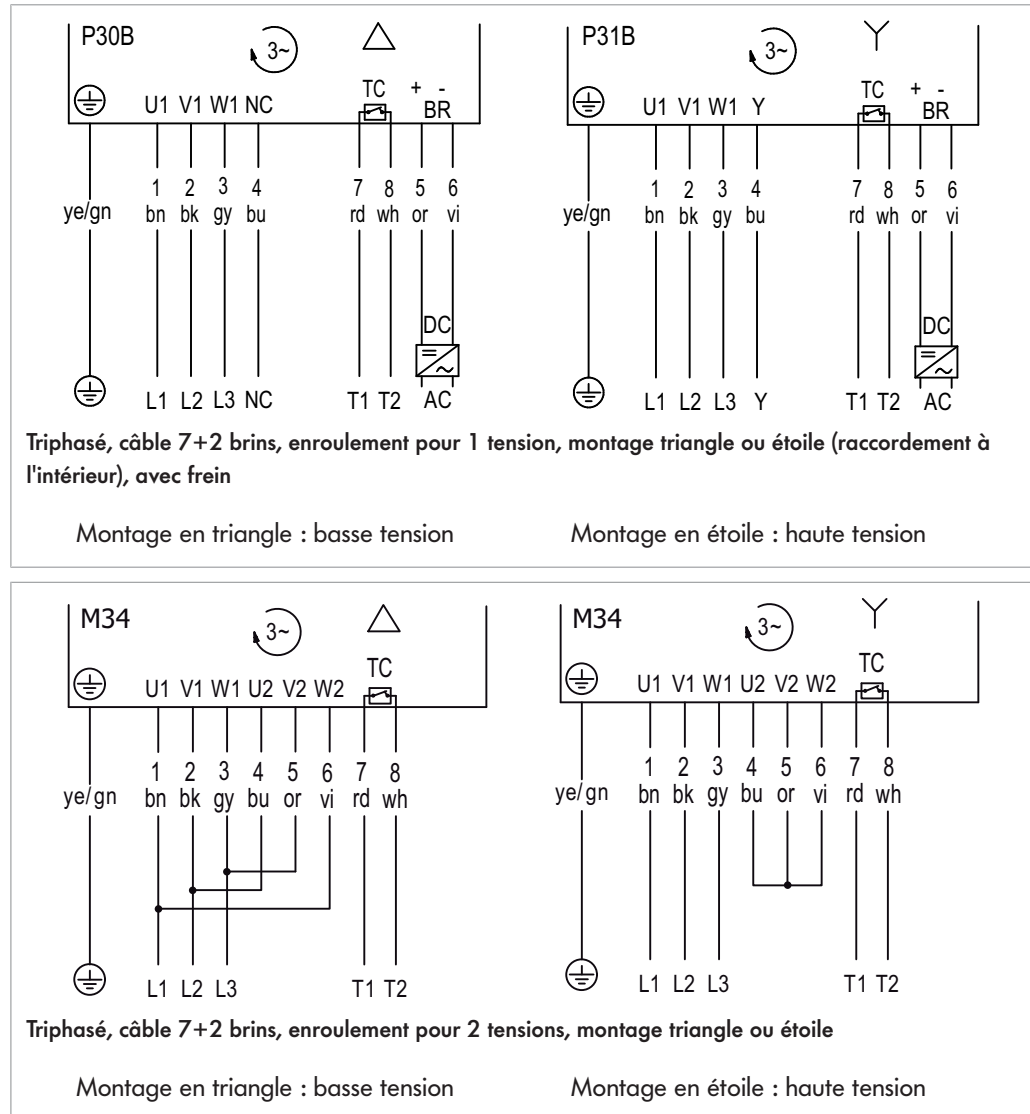 P30B
3~
TC + -
U1 V1 W1 NC BR
1 2 3 4 7 8 5 6
ye/gn bn bk gy bu rd wh or vi
DC
L1 L2 L3 NC T1 T2 AC
P31B
3~
TC + -
U1 V1 W1 Y BR
1 2 3 4 7 8 5 6
ye/gn bn bk gy bu rd wh or vi
DC
L1 L2 L3 Y T1 T2 AC
Triphasé, câble 7+2 brins, enroulement pour 1 tension, montage triangle ou étoile (raccordement à
l'intérieur), avec frein
Montage en triangle : basse tension
Montage en étoile : haute tension
M34
3~
TC
U1 V1 W1 U2 V2 W2
1 2 3 4 5 6 7 8
ye/gn bn bk gy bu or vi rd wh
L1 L2 L3 T1 T2
M34
3~
TC
U1 V1 W1 U2 V2 W2
1 2 3 4 5 6 7 8
ye/gn bn bk gy bu or vi rd wh
L1 L2 L3 T1 T2
Triphasé, câble 7+2 brins, enroulement pour 2 tensions, montage triangle ou étoile
Montage en triangle : basse tension
Montage en étoile : haute tension